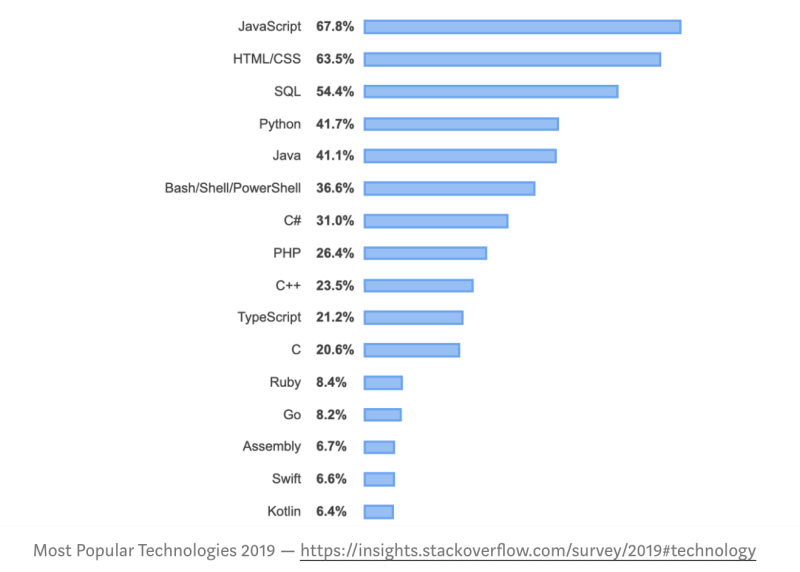 JavaScript 67.8%
HTML/CSS 63.5%
SQL 54.4%
Python 41.7%
Java 41.1%
Bash/Shell/PowerShell 36.6%
C# 31.0%
PHP 26.4%
C++ 23.5%
TypeScript 21.2%
C 20.6%
Ruby 8.4%
Go 8.2%
Assembly 6.7%
Swift 6.6%
Kotlin 6.4%
Most Popular Technologies 2019 — https://insights.stackoverflow.com/survey/2019#technology